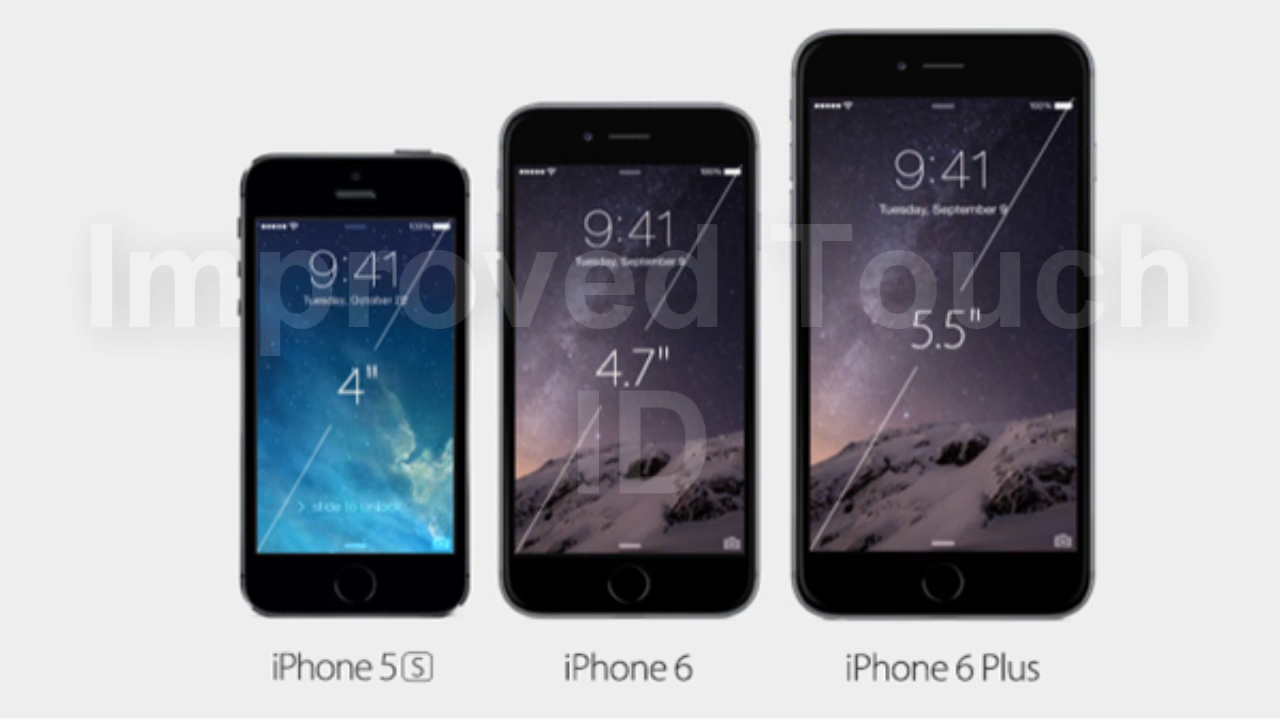 100%
9:41
Tuesday, September 9
5.5"
100%
9:41
Tuesday, September 9
4.7"
100%
9:41
Tuesday, October 22
4"
> slide to unlock
Improved Touch
ID
iPhone 5S
iPhone 6
iPhone 6 Plus